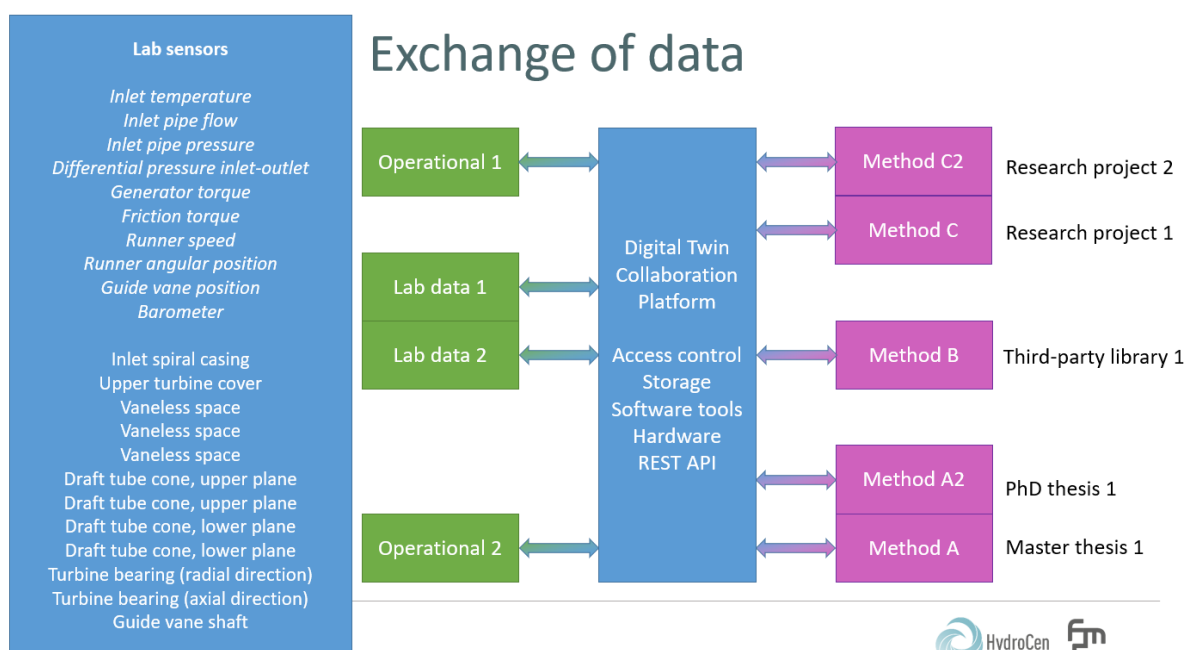 Lab sensors
Inlet temperature
Inlet pipe flow
Inlet pipe pressure
Differential pressure inlet-outlet
Generator torque
Friction torque
Runner speed
Runner angular position
Guide vane position
Barometer
Inlet spiral casing
Upper turbine cover
Vaneless space
Vaneless space
Vaneless space
Draft tube cone, upper plane
Draft tube cone, upper plane
Draft tube cone, lower plane
Draft tube cone, lower plane
Turbine bearing (radial direction)
Turbine bearing (axial direction)
Guide vane shaft
Exchange of data
Operational 1
Lab data 1
Lab data 2
Operational 2
Digital Twin
Collaboration
Platform
Access control
Storage
Software tools
Hardware
REST API
Method C2
Research project 2
Method C
Research project 1
Method B
Third-party library 1
Method A2
PhD thesis 1
Method A
Master thesis 1
HydroCen